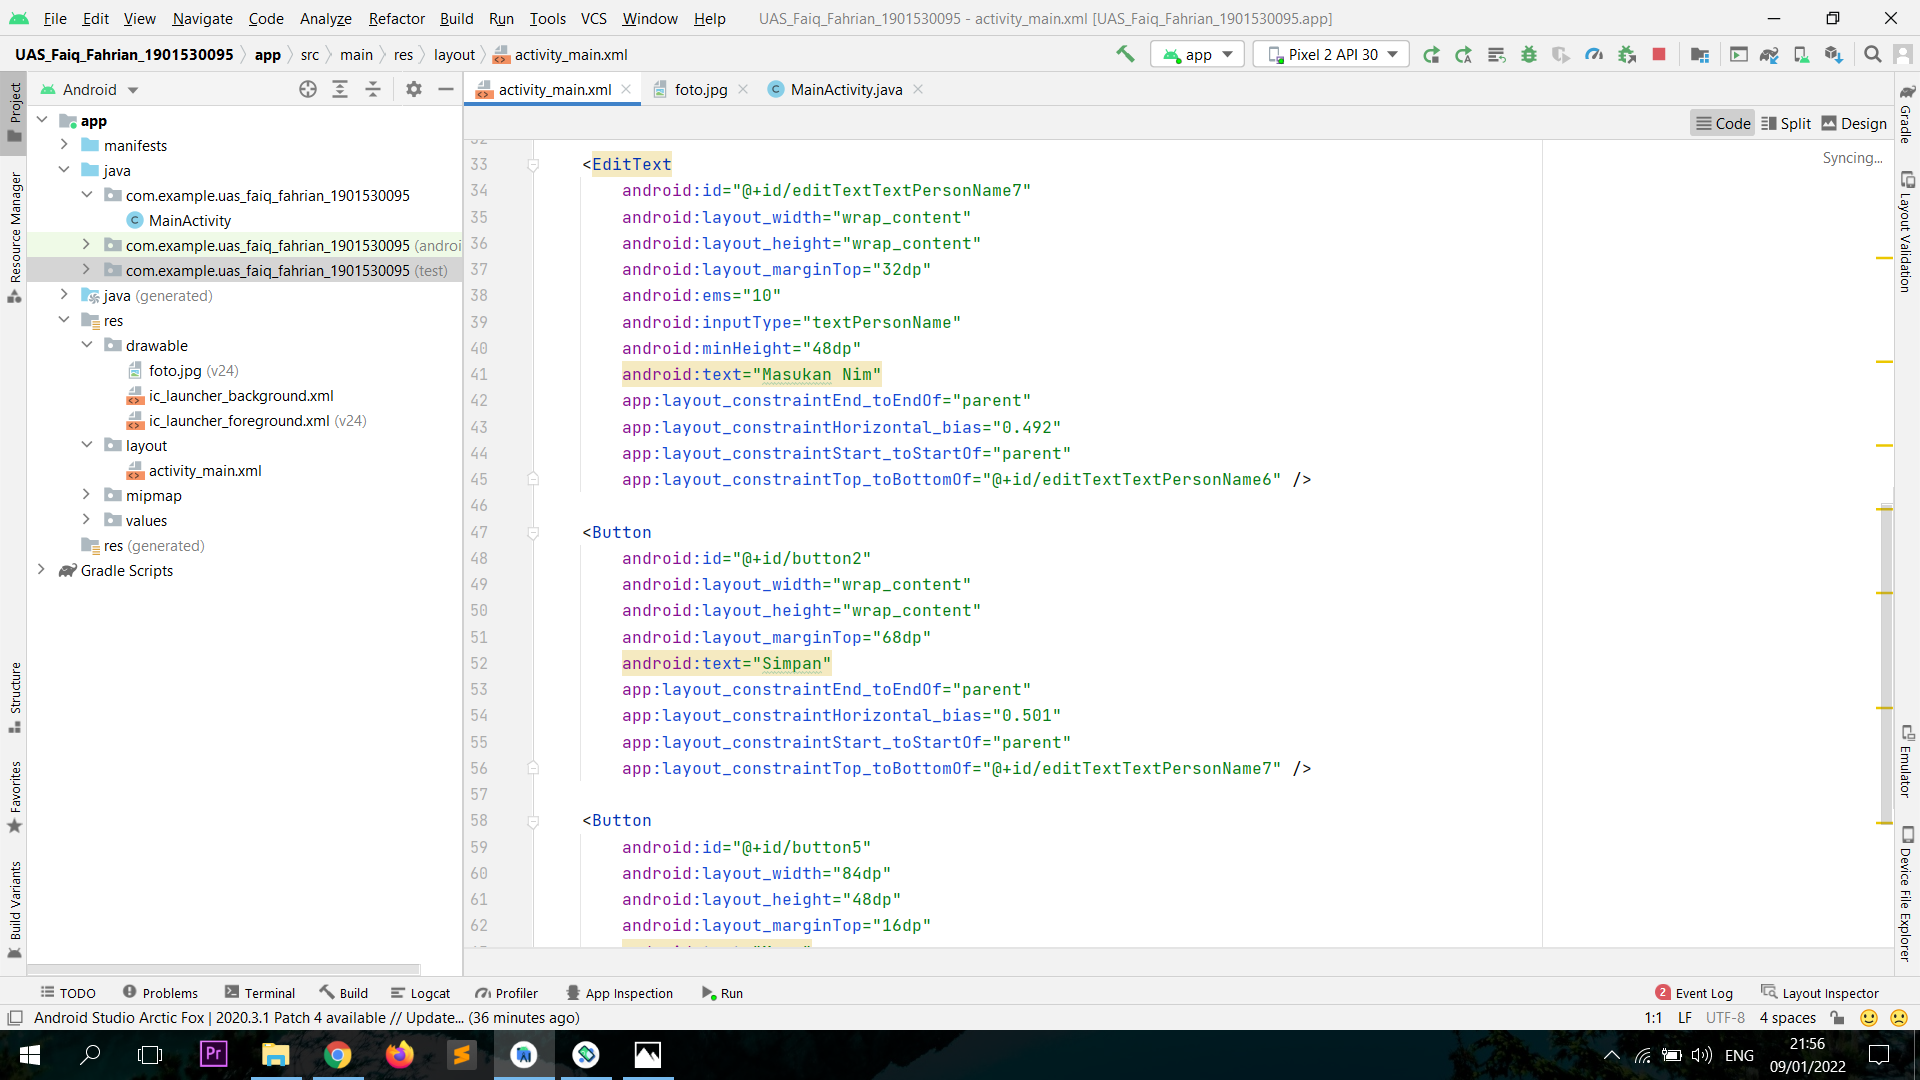 File Edit View Navigate Code Analyze Refactor Build Run Tools VCS Window Help UAS_Faiq_Fahrian_1901530095 - activity_main.xml [UAS_Faiq_Fahrian_1901530095.app]
UAS_Faiq_Fahrian_1901530095 app src main res layout activity_main.xml app Pixel 2 API 30
Android
activity_main.xml foto.jpg MainActivity.java
Code Split Design
Syncing...
app
manifests
java
com.example.uas_faiq_fahrian_1901530095
MainActivity
com.example.uas_faiq_fahrian_1901530095 (androi
com.example.uas_faiq_fahrian_1901530095 (test)
java (generated)
res
drawable
foto.jpg (v24)
ic_launcher_background.xml
ic_launcher_foreground.xml (v24)
layout
activity_main.xml
mipmap
values
res (generated)
Gradle Scripts
Project
Resource Manager
Structure
Favorites
Build Variants
32
33 <EditText
34 android:id="@+id/editTextTextPersonName7"
35 android:layout_width="wrap_content"
36 android:layout_height="wrap_content"
37 android:layout_marginTop="32dp"
38 android:ems="10"
39 android:inputType="textPersonName"
40 android:minHeight="48dp"
41 android:text="Masukan Nim"
42 app:layout_constraintEnd_toEndOf="parent"
43 app:layout_constraintHorizontal_bias="0.492"
44 app:layout_constraintStart_toStartOf="parent"
45 app:layout_constraintTop_toBottomOf="@+id/editTextTextPersonName6" />
46
47 <Button
48 android:id="@+id/button2"
49 android:layout_width="wrap_content"
50 android:layout_height="wrap_content"
51 android:layout_marginTop="68dp"
52 android:text="Simpan"
53 app:layout_constraintEnd_toEndOf="parent"
54 app:layout_constraintHorizontal_bias="0.501"
55 app:layout_constraintStart_toStartOf="parent"
56 app:layout_constraintTop_toBottomOf="@+id/editTextTextPersonName7" />
57
58 <Button
59 android:id="@+id/button5"
60 android:layout_width="84dp"
61 android:layout_height="48dp"
62 android:layout_marginTop="16dp"
Gradle
Layout Validation
Emulator
Device File Explorer
TODO Problems Terminal Build Logcat Profiler App Inspection Run 2 Event Log Layout Inspector
Android Studio Arctic Fox | 2020.3.1 Patch 4 available // Update... (36 minutes ago) 1:1 LF UTF-8 4 spaces
Pr ENG
21:56
09/01/2022